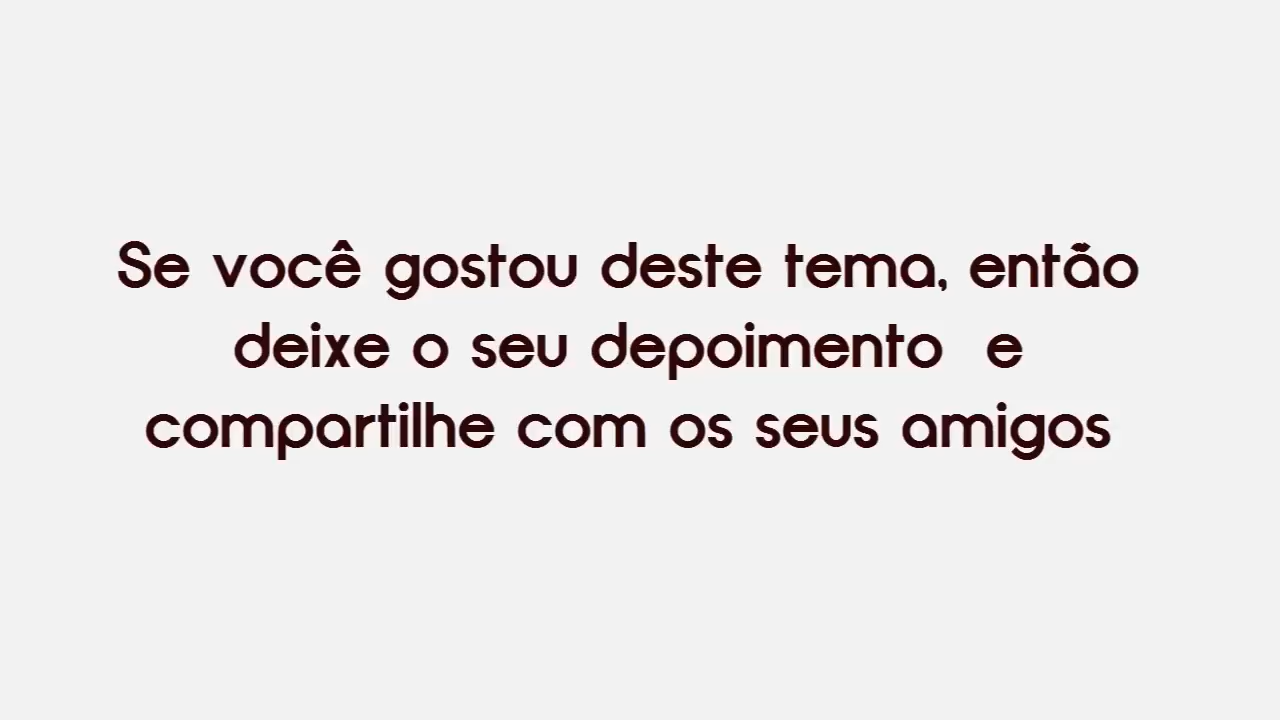 Se você gostou deste tema, então
deixe o seu depoimento  e
compartilhe com os seus amigos